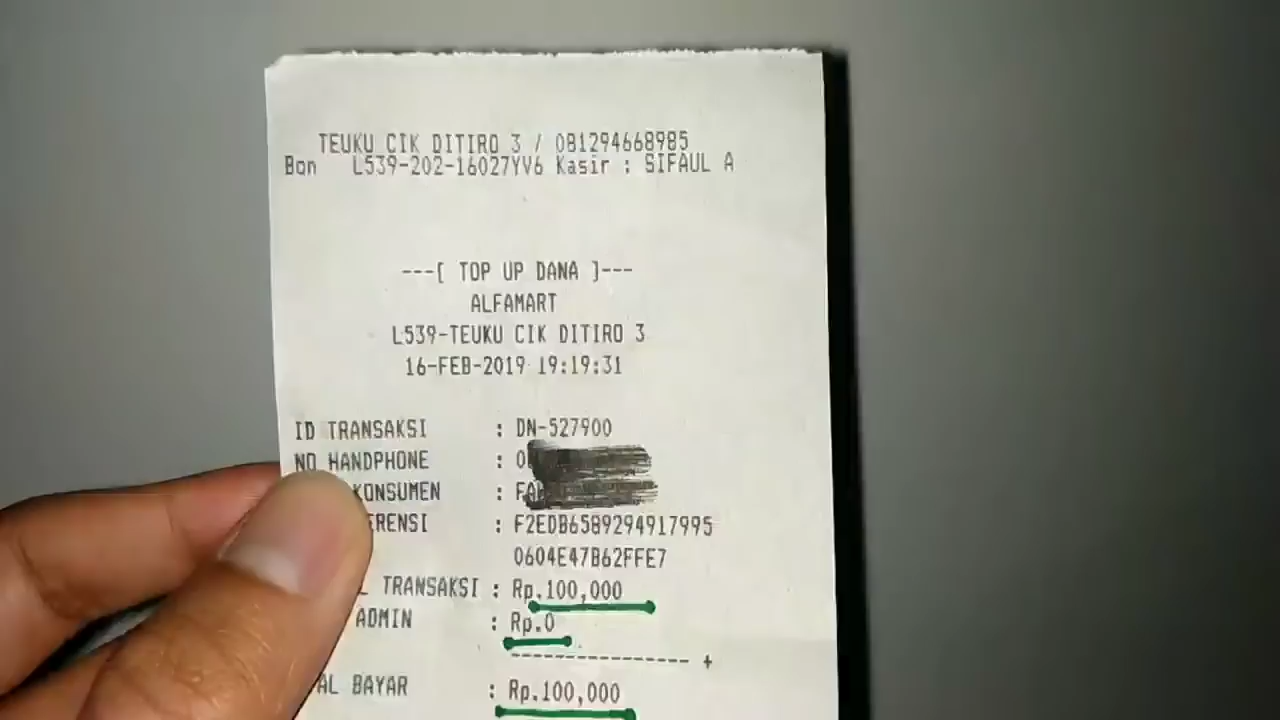 TEUKU CIK DITIRO 3 / 081294668985
Bon L539-202-16027YV6 Kasir : SIFAUL A
---[ TOP UP DANA ]---
ALFAMART
L539-TEUKU CIK DITIRO 3
16-FEB-2019 19:19:31
ID TRANSAKSI : DN-527900
NO HANDPHONE : 0
KONSUMEN : FA
ERENSI : F2EDB6589294917995
0604E47B62FFE7
L TRANSAKSI : Rp.100,000
ADMIN : Rp.0
----------------- +
AL BAYAR : Rp.100,000